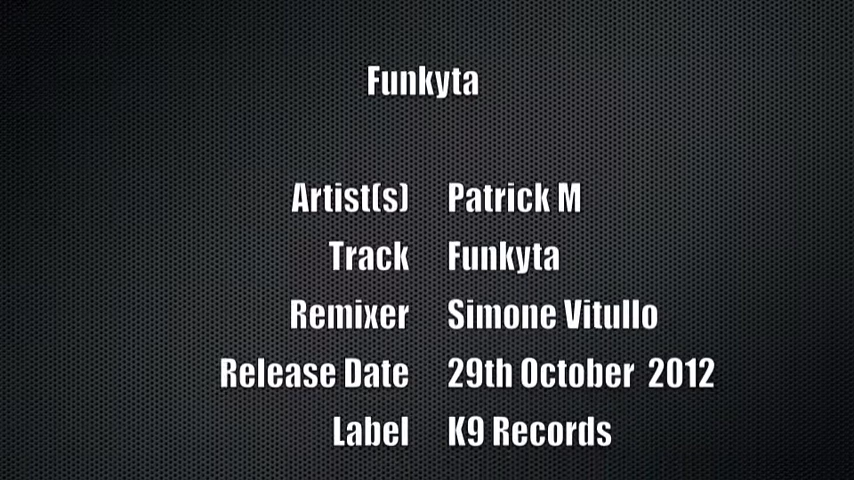 Funkyta
Artist(s) Patrick M
Track Funkyta
Remixer Simone Vitullo
Release Date 29th October 2012
Label K9 Records